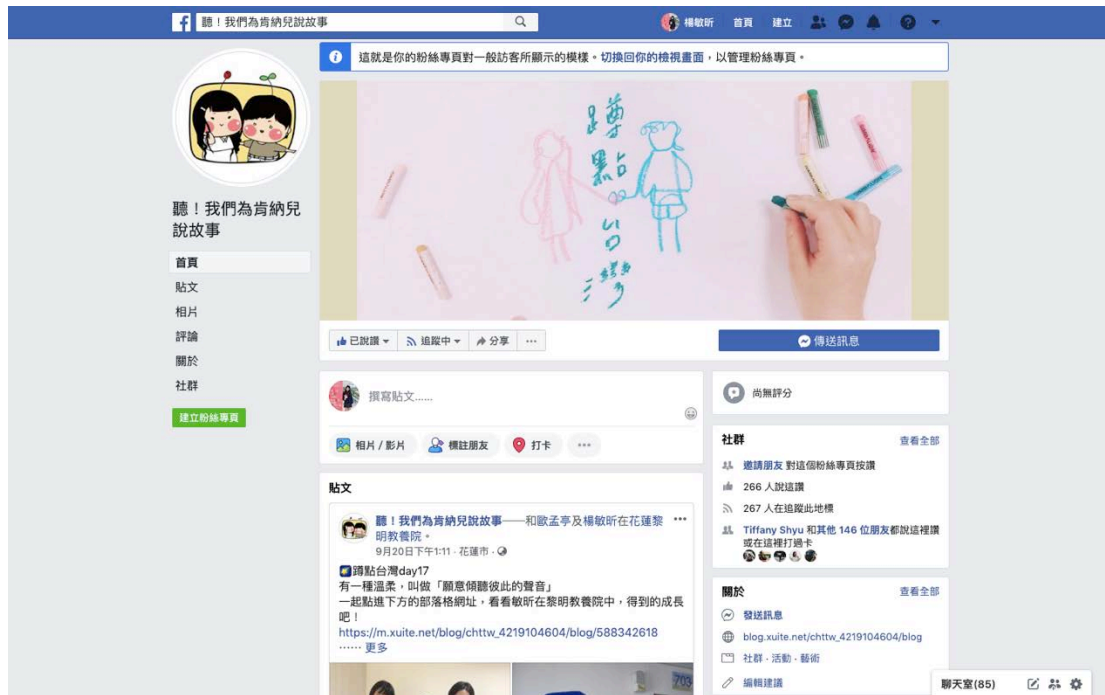 聽！我們為肯納兒說故事
楊敏昕 首頁 建立
這就是你的粉絲專頁對一般訪客所顯示的模樣。切換回你的檢視畫面，以管理粉絲專頁。
蹲點台灣
聽！我們為肯納兒
說故事
首頁
貼文
相片
評論
關於
社群
建立粉絲專頁
已說讚 追蹤中 分享 ...
傳送訊息
撰寫貼文......
相片 / 影片 標註朋友 打卡 ...
貼文
聽！我們為肯納兒說故事——和歐孟亭及楊敏昕在花蓮黎
明教養院。
9月20日下午1:11 · 花蓮市 ·
蹲點台灣day17
有一種溫柔，叫做「願意傾聽彼此的聲音」
一起點進下方的部落格網址，看看敏昕在黎明教養院中，得到的成長
吧！
https://m.xuite.net/blog/chttw_4219104604/blog/588342618
…… 更多
尚無評分
社群 查看全部
邀請朋友 對這個粉絲專頁按讚
266 人說這讚
267 人在追蹤此地標
Tiffany Shyu 和其他 146 位朋友都說這裡讚
或在這裡打過卡
關於 查看全部
發送訊息
blog.xuite.net/chttw_4219104604/blog
社群 · 活動 · 藝術
編輯建議
703
聊天室(85)